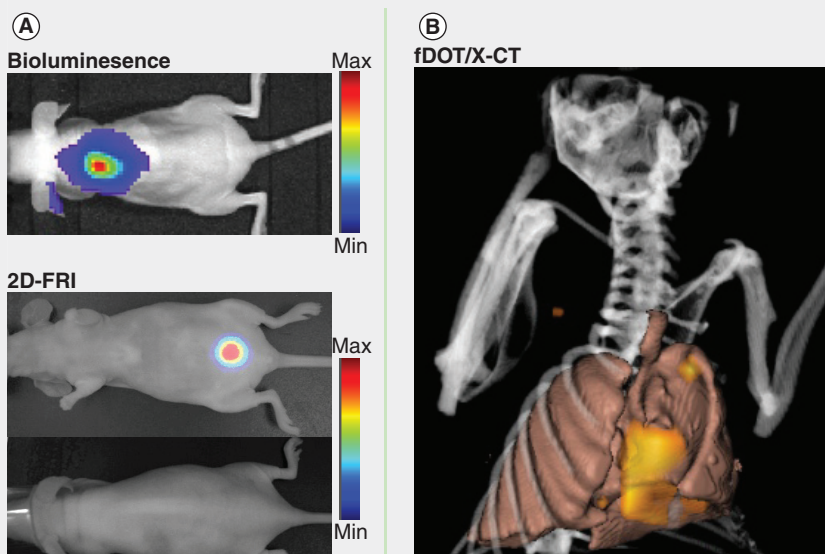 A
Bioluminesence
Max
Min
2D-FRI
Max
Min
B
fDOT/X-CT